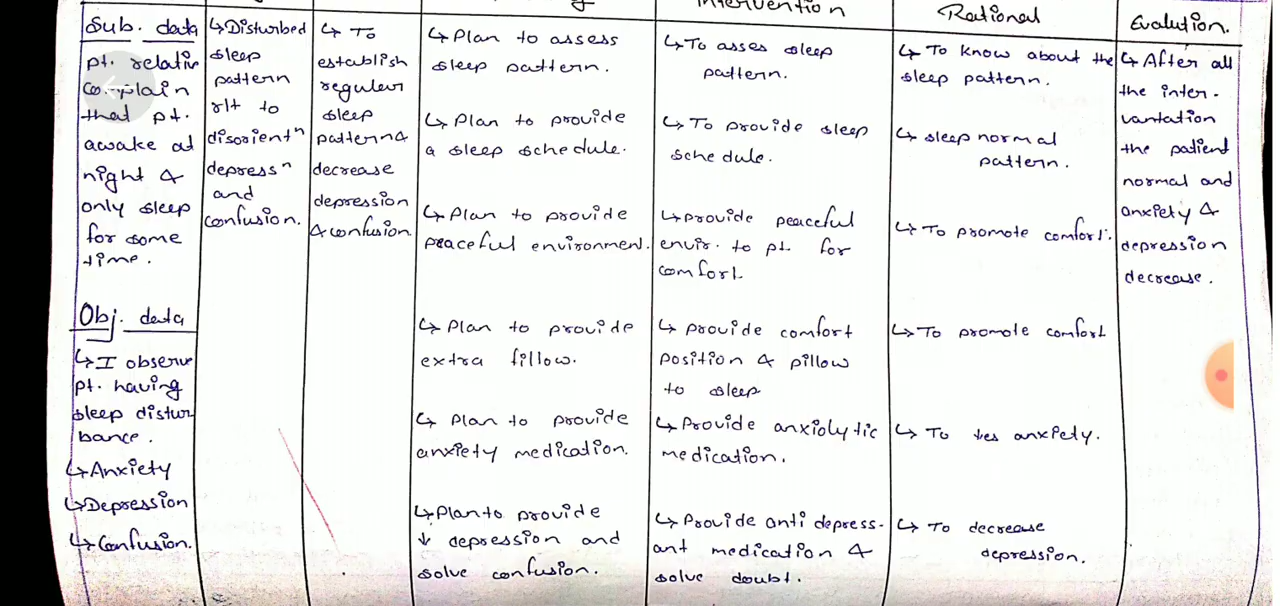 Intervention
Rational
Evalution.
Sub. data
pt. relative
complain
that pt.
awake at
night &
only sleep
for some
time.
Obj. data
↳ I observe
pt. having
sleep distur
bance.
↳ Anxiety
↳ Depression
↳ Confusion.
↳ Disturbed
sleep
pattern
r/t to
disorientⁿ
depressⁿ
and
confusion.
↳ To
establish
reguler
sleep
pattern &
decrease
depression
& confusion
↳ Plan to assess
sleep pattern.
↳ Plan to provide
a sleep schedule.
↳ Plan to provide
peaceful environment.
↳ Plan to provide
extra fillow.
↳ Plan to provide
anxiety medication.
↳ Plan to provide
↓ depression and
solve confusion.
↳ To asses sleep
pattern.
↳ To provide sleep
schedule.
↳ provide peaceful
envir. to pt. for
comfort
↳ provide comfort
position & pillow
to sleep
↳ Provide anxiolytic
medication.
↳ Provide anti depress-
ant medication &
solve doubt.
↳ To know about the
sleep pattern.
↳ sleep normal
pattern.
↳ To promote comfort.
↳ To promote comfort
↳ To anxiety.
↳ To decrease
depression.
↳ After all
the inter-
vantation
the patient
normal and
anxiety &
depression
decrease.